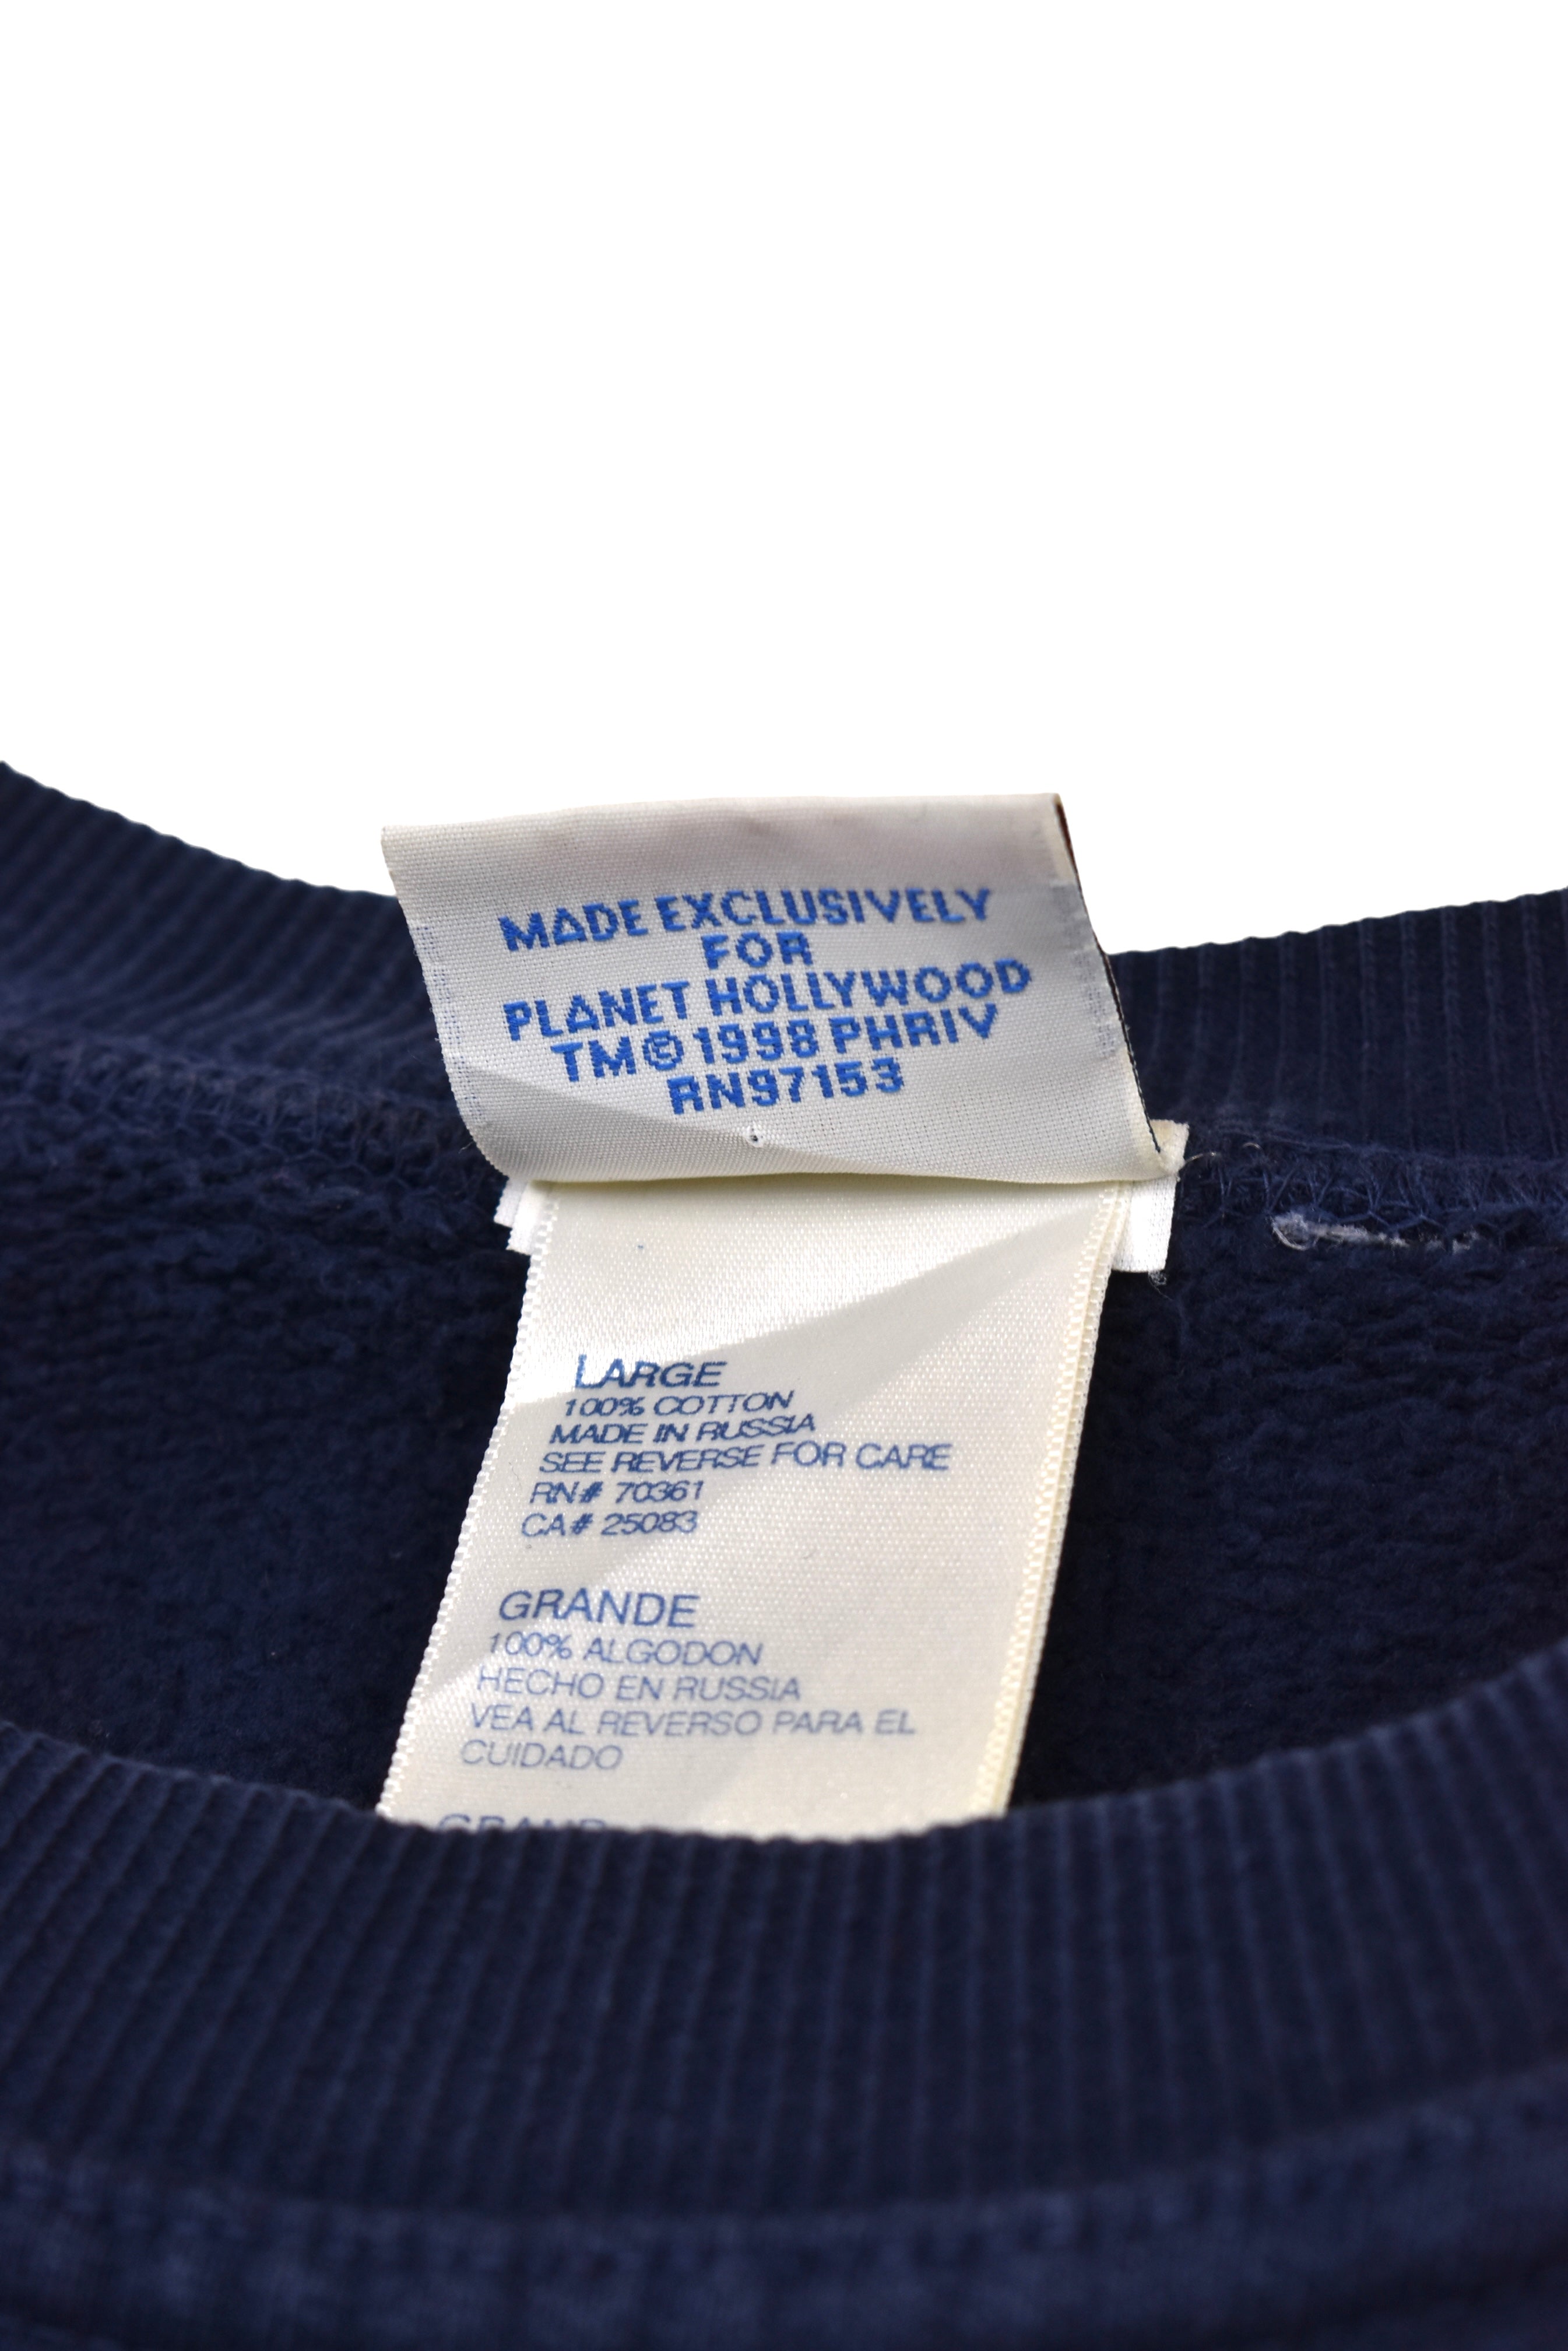 MADE EXCLUSIVELY
FOR
PLANET HOLLYWOOD
TM©1998 PHRIV
RN97153
LARGE
100% COTTON
MADE IN RUSSIA
SEE REVERSE FOR CARE
RN# 70361
CA# 25083
GRANDE
100% ALGODON
HECHO EN RUSSIA
VEA AL REVERSO PARA EL
CUIDADO